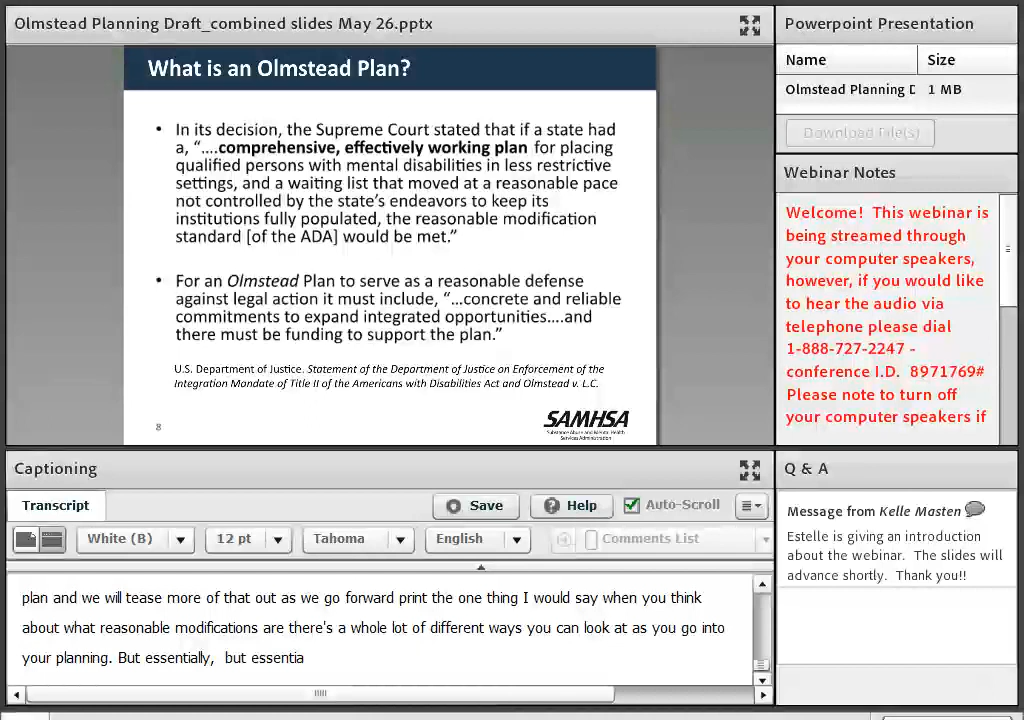 Olmstead Planning Draft_combined slides May 26.pptx
What is an Olmstead Plan?
• In its decision, the Supreme Court stated that if a state had
a, “....comprehensive, effectively working plan for placing
qualified persons with mental disabilities in less restrictive
settings, and a waiting list that moved at a reasonable pace
not controlled by the state’s endeavors to keep its
institutions fully populated, the reasonable modification
standard [of the ADA] would be met.”
• For an Olmstead Plan to serve as a reasonable defense
against legal action it must include, “...concrete and reliable
commitments to expand integrated opportunities....and
there must be funding to support the plan.”
U.S. Department of Justice. Statement of the Department of Justice on Enforcement of the
Integration Mandate of Title II of the Americans with Disabilities Act and Olmstead v. L.C.
8
SAMHSA
Substance Abuse and Mental Health
Services Administration
Powerpoint Presentation
Name Size
Olmstead Planning D 1 MB
Download File(s)
Webinar Notes
Welcome! This webinar is
being streamed through
your computer speakers,
however, if you would like
to hear the audio via
telephone please dial
1-888-727-2247 -
conference I.D. 8971769#
Please note to turn off
your computer speakers if
Captioning
Transcript
Save
Help
Auto-Scroll
White (B)
12 pt
Tahoma
English
Comments List
plan and we will tease more of that out as we go forward print the one thing I would say when you think
about what reasonable modifications are there's a whole lot of different ways you can look at as you go into
your planning. But essentially, but essentia
Q & A
Message from Kelle Masten
Estelle is giving an introduction
about the webinar. The slides will
advance shortly. Thank you!!